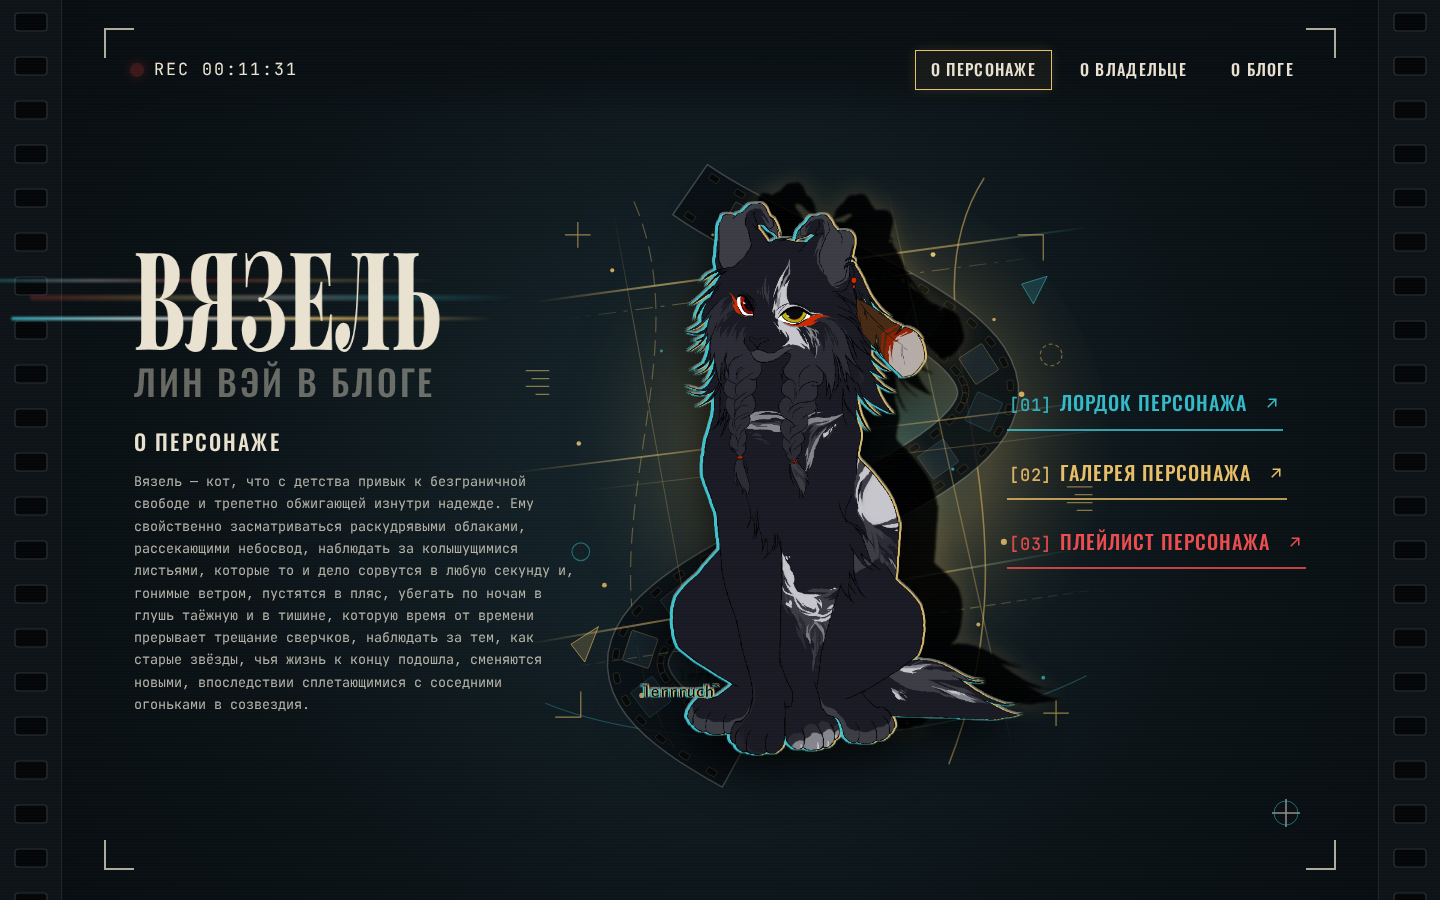 REC 00:11:31
О ПЕРСОНАЖЕ
О ВЛАДЕЛЬЦЕ
О БЛОГЕ
ВЯЗЕЛЬ
ЛИН ВЭЙ В БЛОГЕ
О ПЕРСОНАЖЕ
Вязель — кот, что с детства привык к безграничной
свободе и трепетно обжигающей изнутри надежде. Ему
свойственно засматриваться раскудрявыми облаками,
рассекающими небосвод, наблюдать за колышущимися
листьями, которые то и дело сорвутся в любую секунду и,
гонимые ветром, пустятся в пляс, убегать по ночам в
глушь таёжную и в тишине, которую время от времени
прерывает трещание сверчков, наблюдать за тем, как
старые звёзды, чья жизнь к концу подошла, сменяются
новыми, впоследствии сплетающимися с соседними
огоньками в созвездия.
[01] ЛОРДОК ПЕРСОНАЖА
[02] ГАЛЕРЕЯ ПЕРСОНАЖА
[03] ПЛЕЙЛИСТ ПЕРСОНАЖА